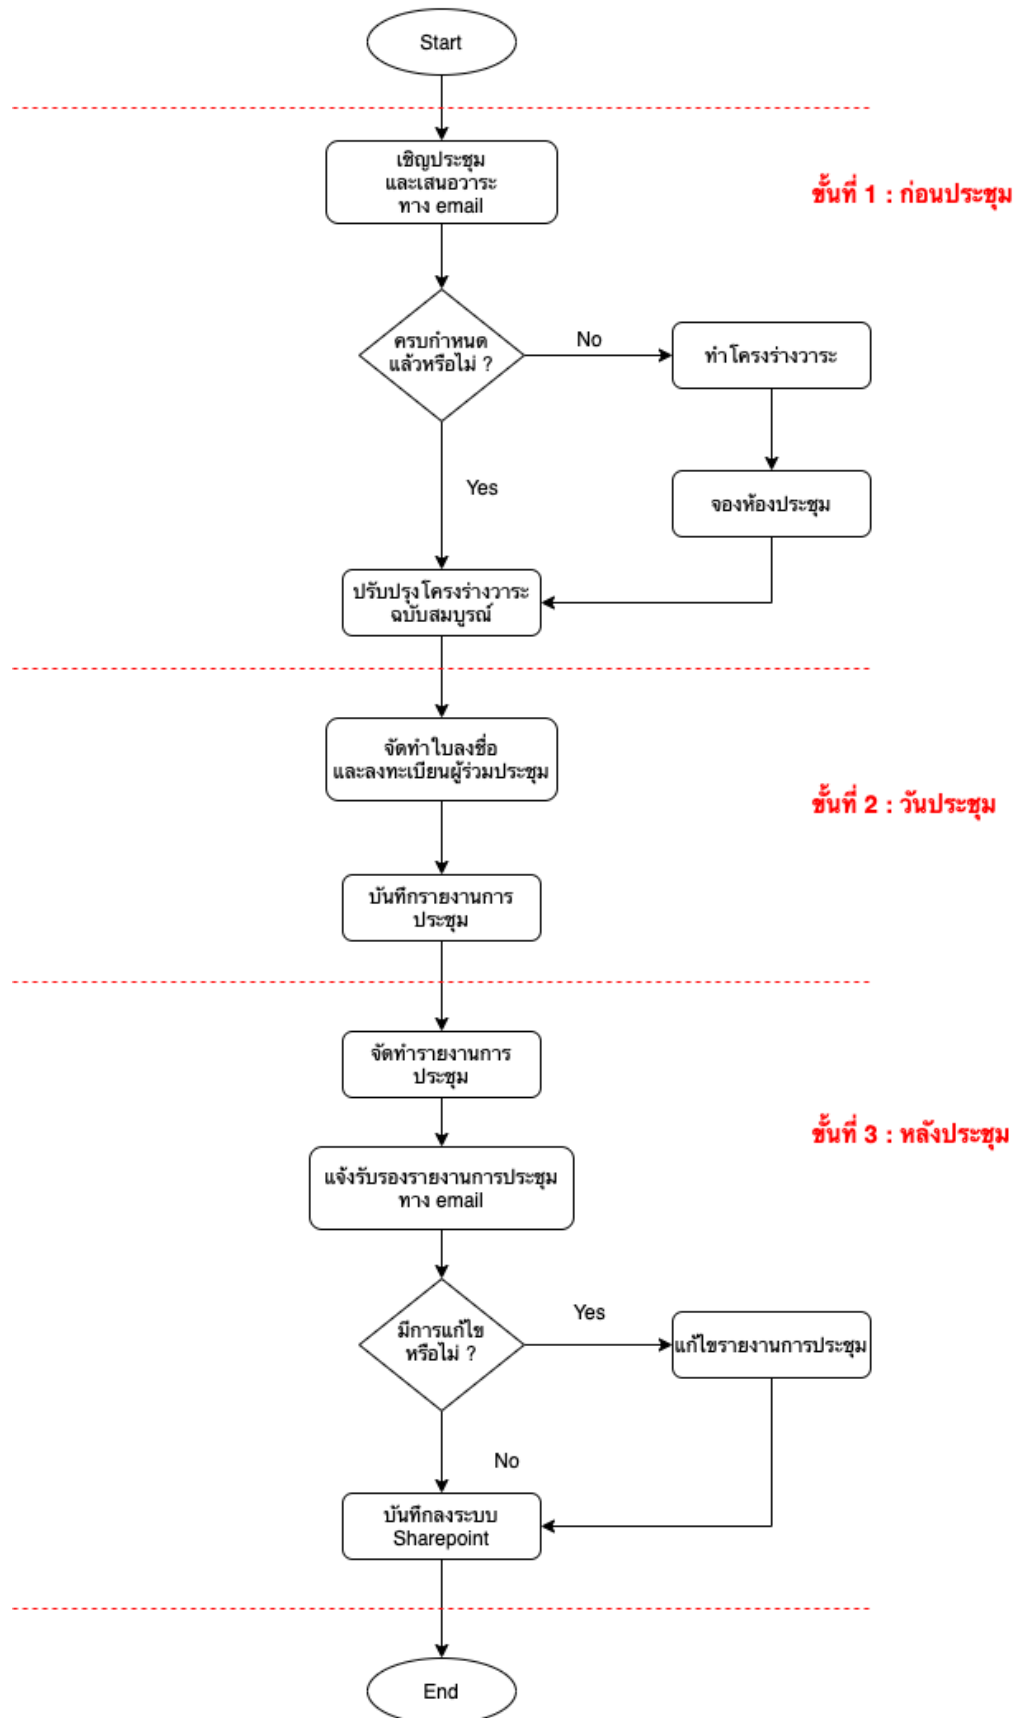 Start
เชิญประชุม
และเสนอวาระ
ทาง email
ขั้นที่ 1 : ก่อนประชุม
ครบกำหนด
แล้วหรือไม่ ?
No
ทำโครงร่างวาระ
Yes
จองห้องประชุม
ปรับปรุงโครงร่างวาระ
ฉบับสมบูรณ์
จัดทำใบลงชื่อ
และลงทะเบียนผู้ร่วมประชุม
ขั้นที่ 2 : วันประชุม
บันทึกรายงานการ
ประชุม
จัดทำรายงานการ
ประชุม
ขั้นที่ 3 : หลังประชุม
แจ้งรับรองรายงานการประชุม
ทาง email
มีการแก้ไข
หรือไม่ ?
Yes
แก้ไขรายงานการประชุม
No
บันทึกลงระบบ
Sharepoint
End